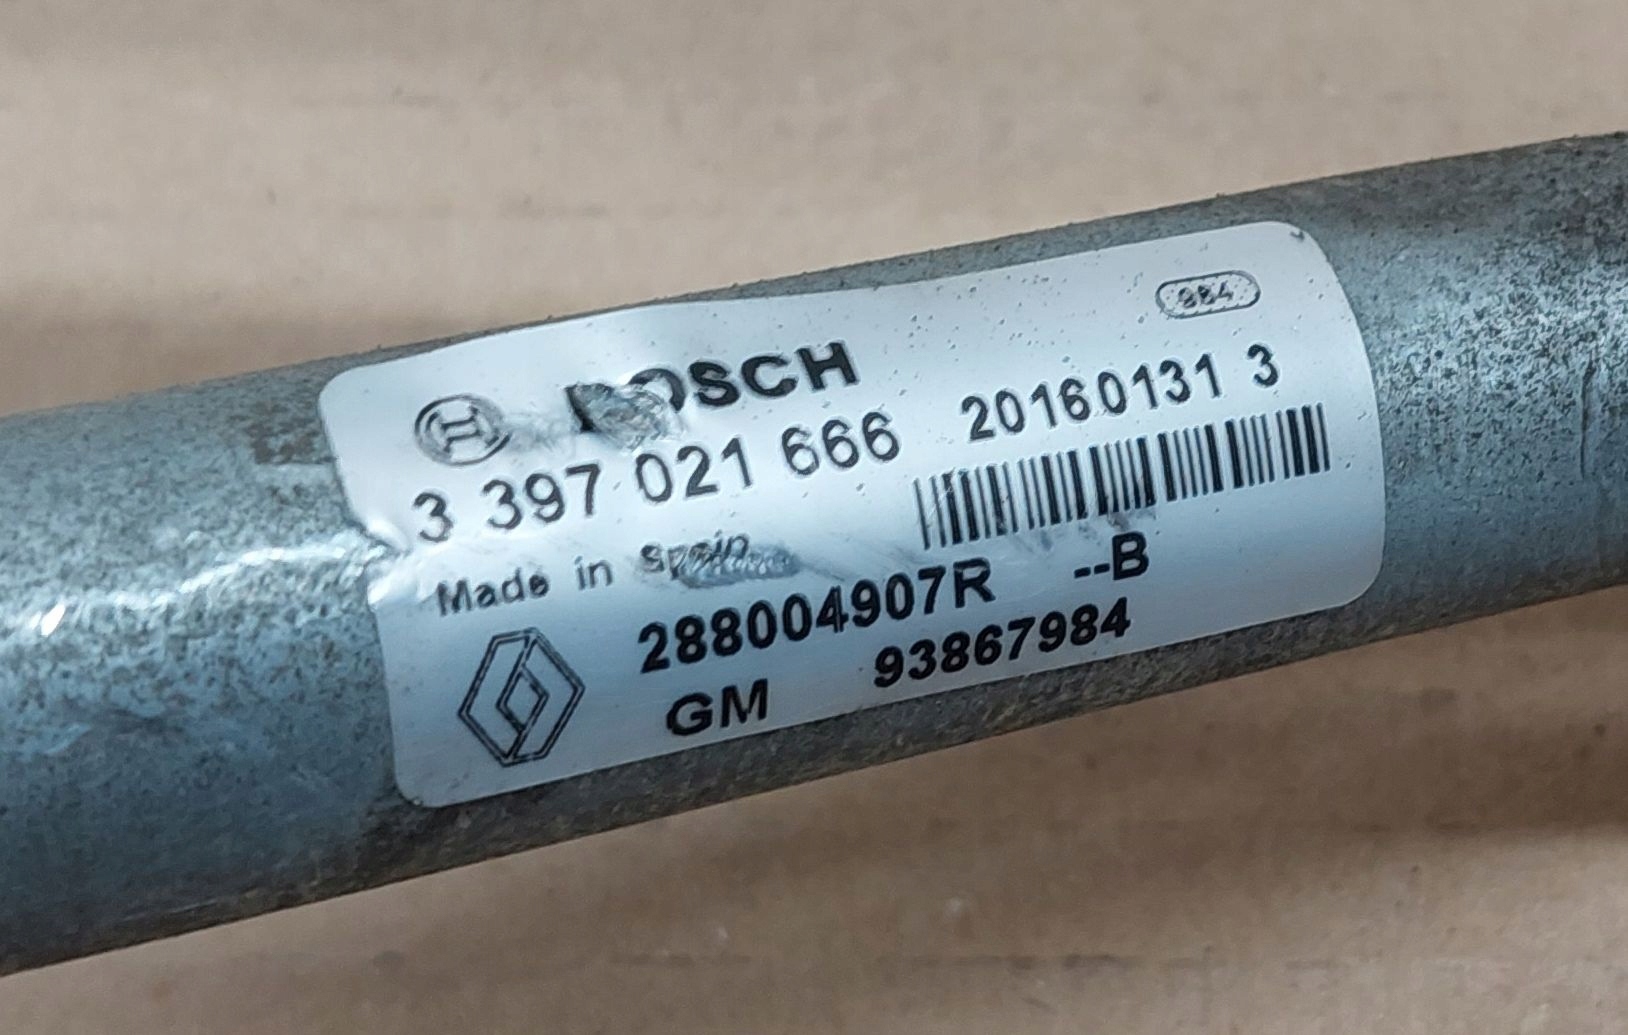 984
BOSCH
3 397 021 666 20160131 3
Made in Spain
288004907R --B
GM 93867984